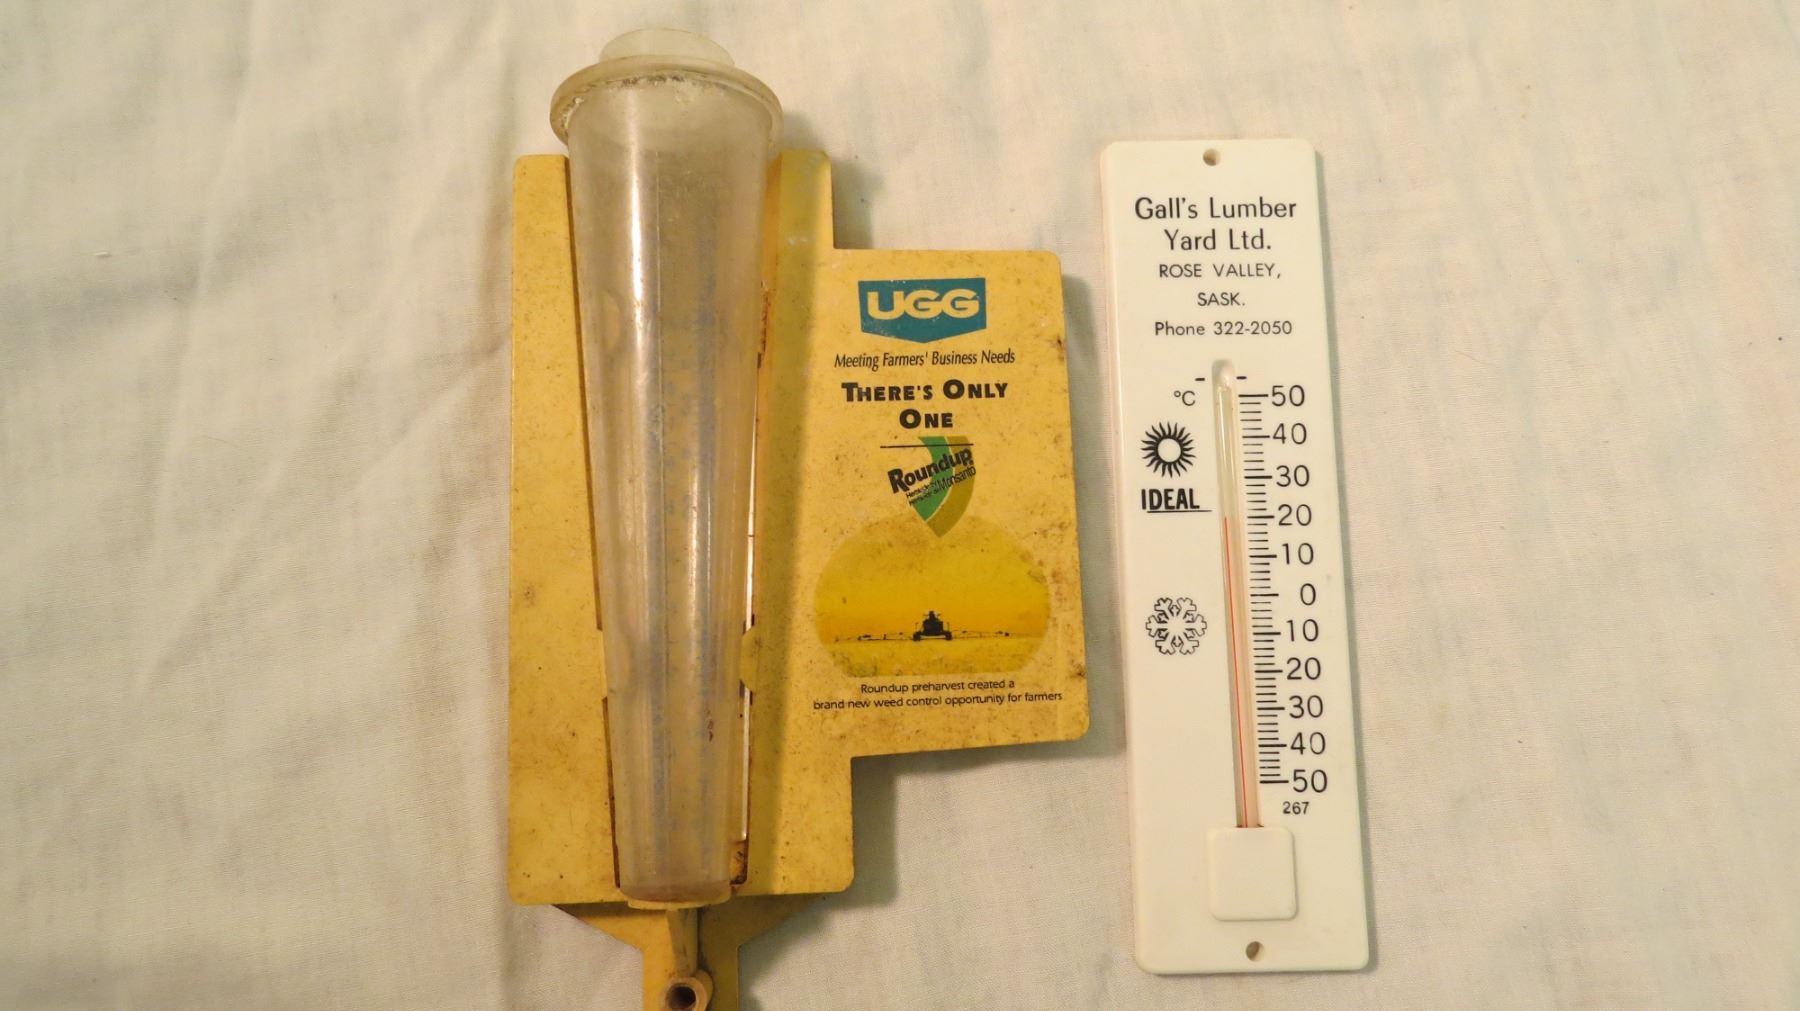 UGG
Meeting Farmers' Business Needs
THERE'S ONLY
ONE
Roundup
Monsanto
Roundup preharvest created a
brand new weed control opportunity for farmers
Gall's Lumber
Yard Ltd.
ROSE VALLEY,
SASK.
Phone 322-2050
°C
IDEAL
50
40
30
20
10
0
10
20
30
40
50
267